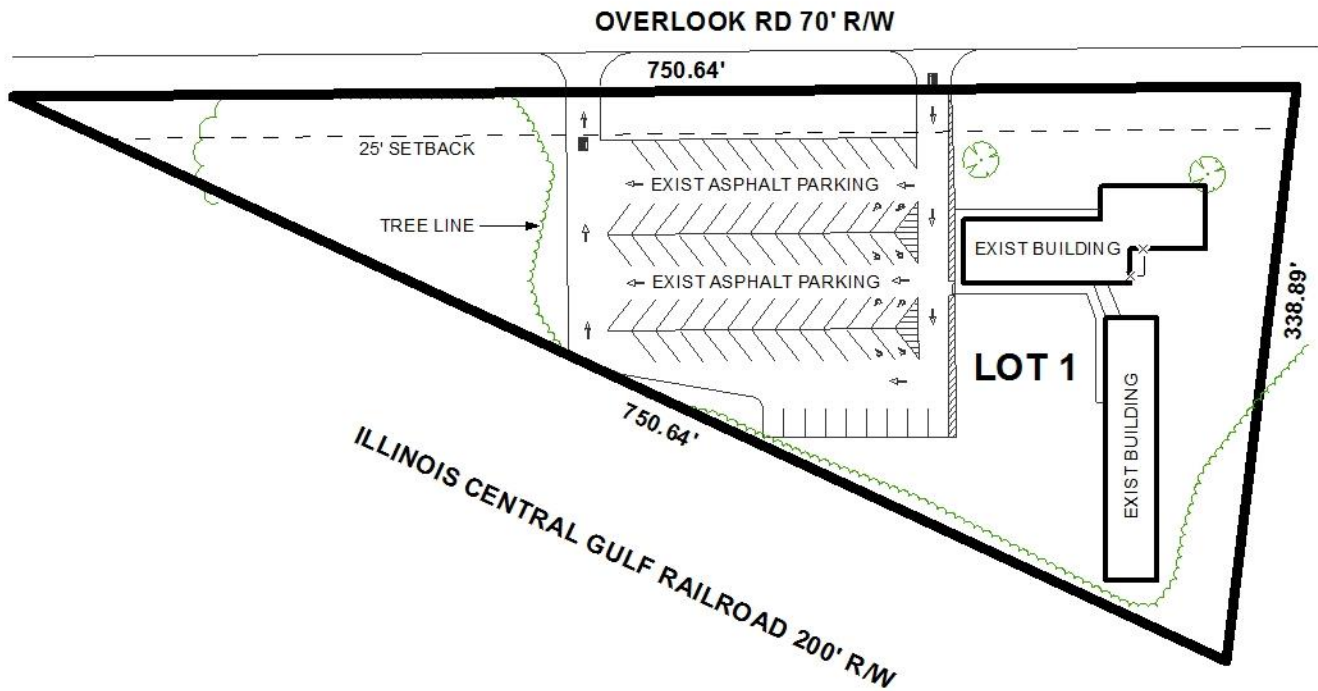 OVERLOOK RD 70' R/W
750.64'
25' SETBACK
EXIST ASPHALT PARKING
TREE LINE
EXIST BUILDING
EXIST ASPHALT PARKING
338.89'
LOT 1
750.64'
EXIST BUILDING
ILLINOIS CENTRAL GULF RAILROAD 200' R/W